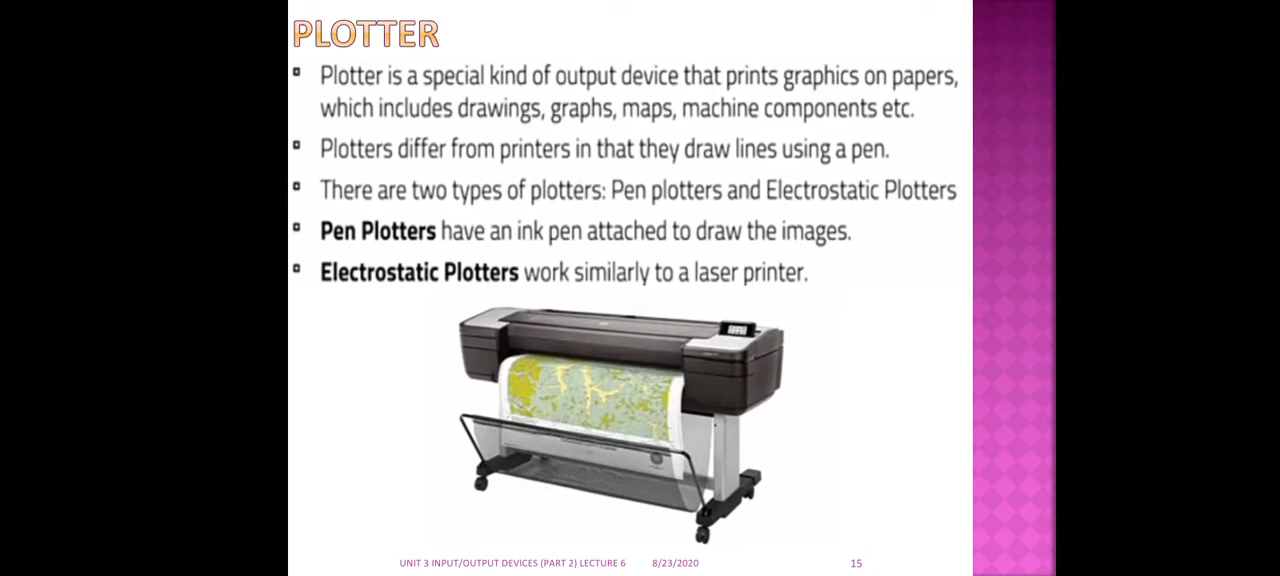 PLOTTER
Plotter is a special kind of output device that prints graphics on papers,
which includes drawings, graphs, maps, machine components etc.
Plotters differ from printers in that they draw lines using a pen.
There are two types of plotters: Pen plotters and Electrostatic Plotters
Pen Plotters have an ink pen attached to draw the images.
Electrostatic Plotters work similarly to a laser printer.
UNIT 3 INPUT/OUTPUT DEVICES (PART 2) LECTURE 6 8/23/2020 15